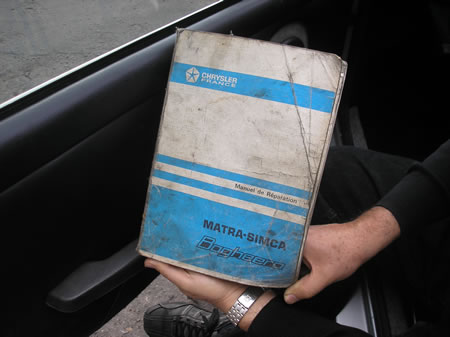 CHRYSLER
FRANCE
Manuel de Réparation
MATRA-SIMCA
Bagheera